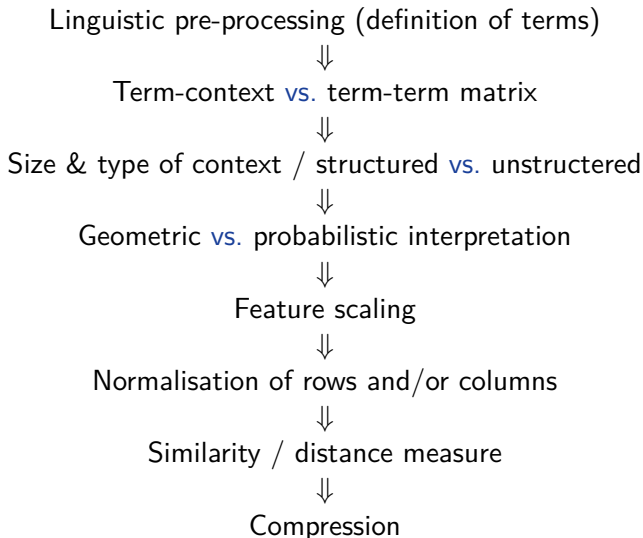 Linguistic pre-processing (definition of terms)
⇓
Term-context vs. term-term matrix
⇓
Size & type of context / structured vs. unstructered
⇓
Geometric vs. probabilistic interpretation
⇓
Feature scaling
⇓
Normalisation of rows and/or columns
⇓
Similarity / distance measure
⇓
Compression